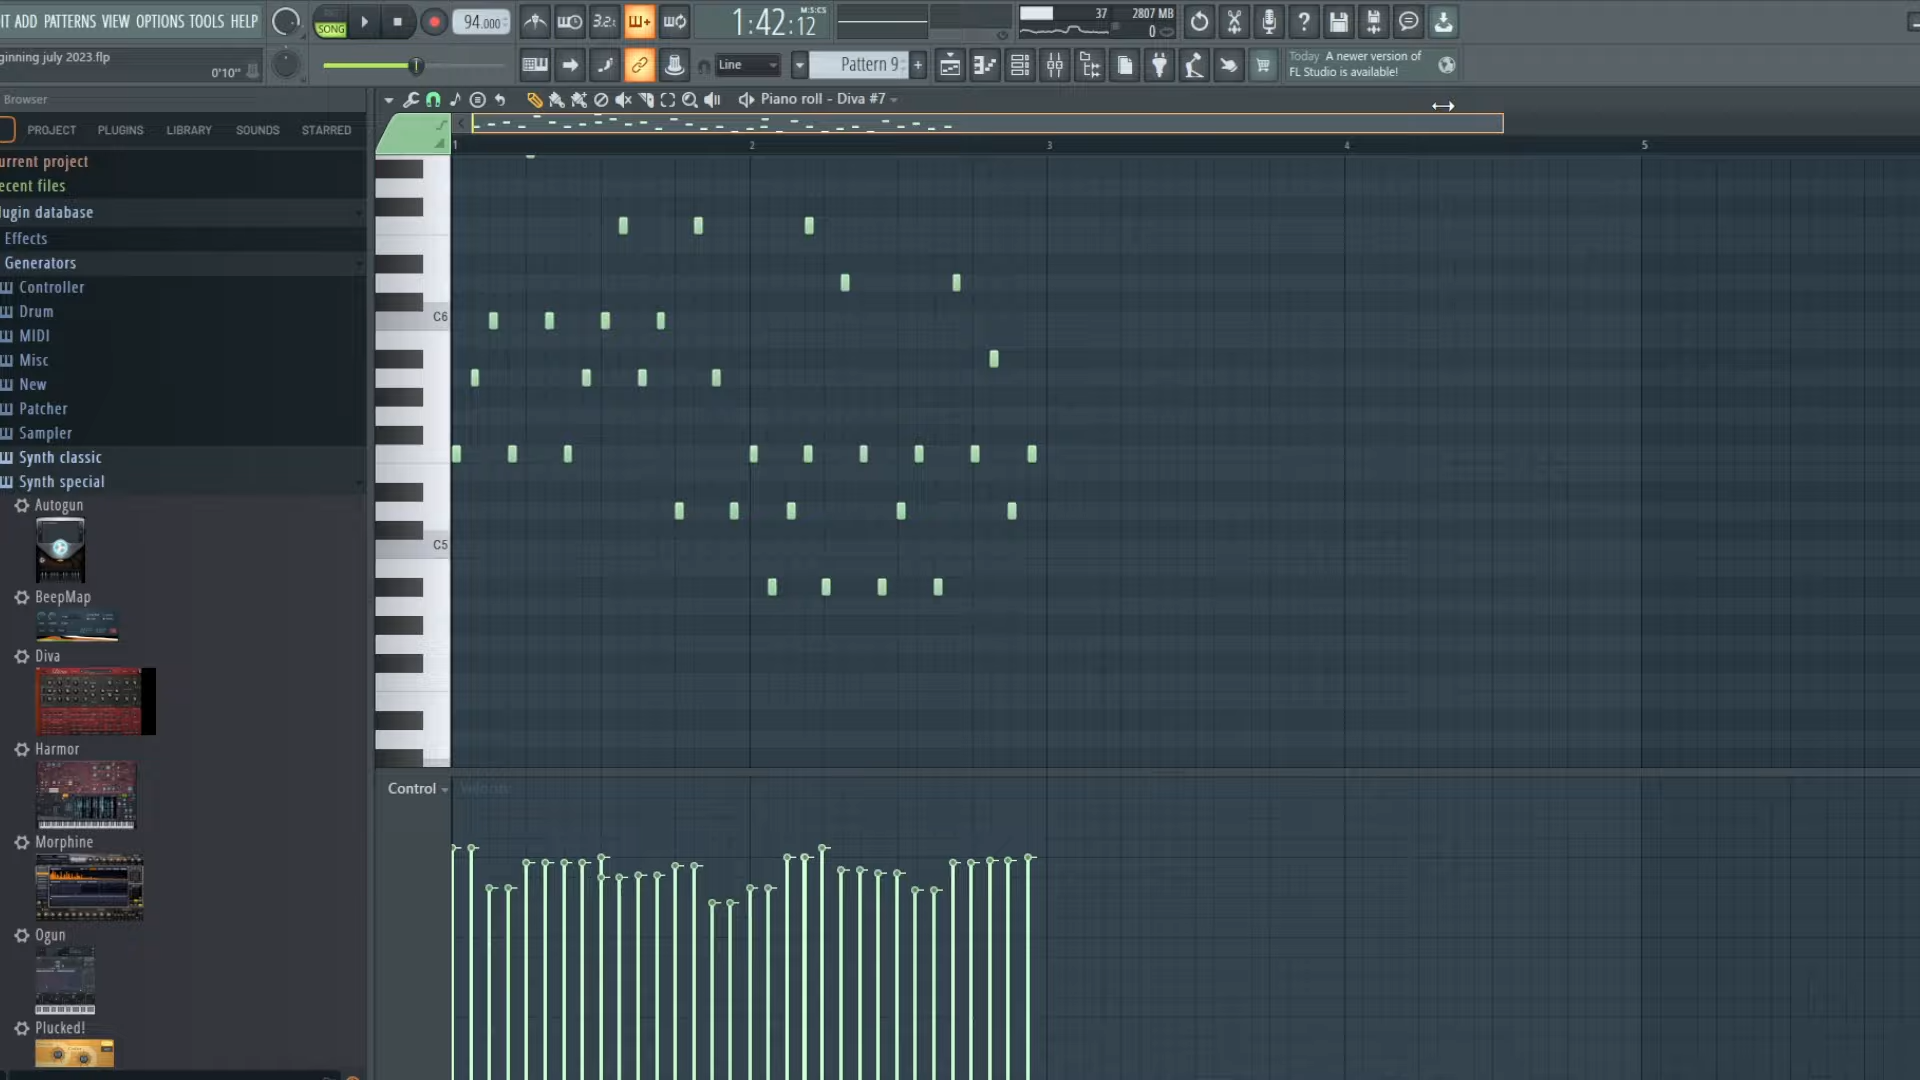 IT ADD PATTERNS VIEW OPTIONS TOOLS HELP
ginning july 2023.flp
0'10"
SONG
94.000
3.2.
1:42:12
M:S:CS
37
2807 MB
0
Line
Pattern 9
+
Today A newer version of
FL Studio is available!
Browser
Piano roll - Diva #7
PROJECT
PLUGINS
LIBRARY
SOUNDS
STARRED
urrent project
ecent files
lugin database
Effects
Generators
Controller
Drum
MIDI
Misc
New
Patcher
Sampler
Synth classic
Synth special
Autogun
BeepMap
Diva
Harmor
Morphine
Ogun
Plucked!
1
2
3
4
5
C6
C5
Control
Velocity